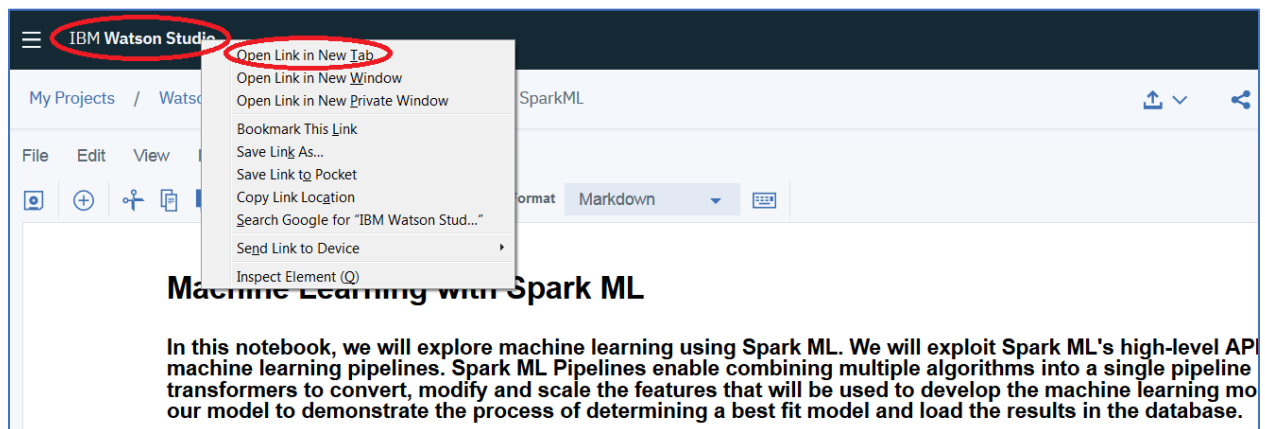 IBM Watson Studio
Open Link in New Tab
Open Link in New Window
My Projects / Watso
Open Link in New Private Window
SparkML
Bookmark This Link
File Edit View
Save Link As...
Save Link to Pocket
Copy Link Location
ormat Markdown
Search Google for “IBM Watson Stud...”
Send Link to Device
Inspect Element (Q)
Machine Learning with Spark ML
In this notebook, we will explore machine learning using Spark ML. We will exploit Spark ML's high-level API
machine learning pipelines. Spark ML Pipelines enable combining multiple algorithms into a single pipeline
transformers to convert, modify and scale the features that will be used to develop the machine learning mo
our model to demonstrate the process of determining a best fit model and load the results in the database.